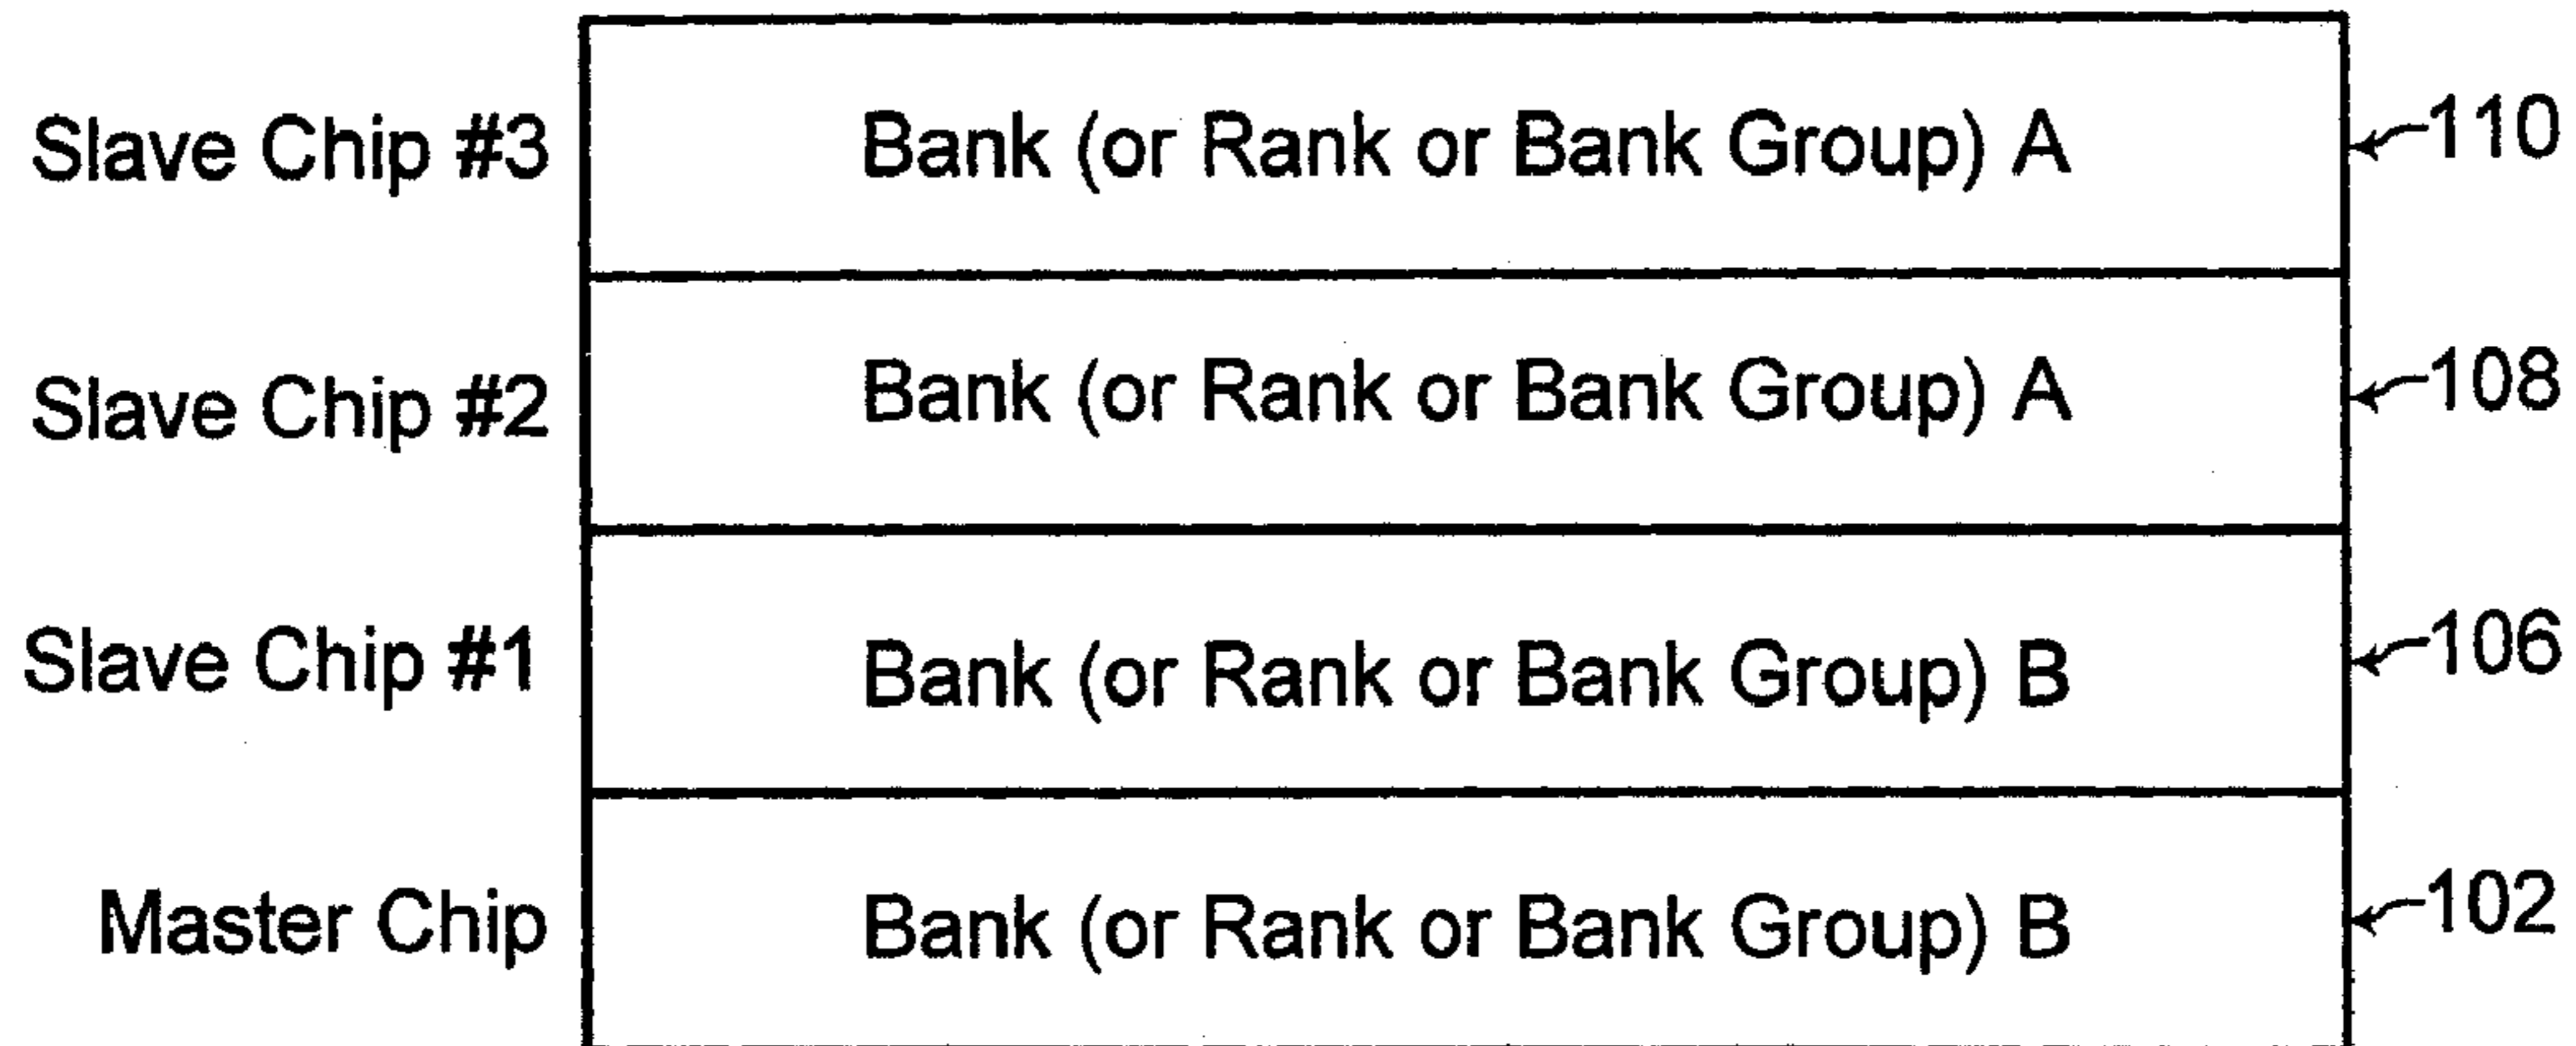 Slave Chip #3 Bank (or Rank or Bank Group) A 110
Slave Chip #2 Bank (or Rank or Bank Group) A 108
Slave Chip #1 Bank (or Rank or Bank Group) B 106
Master Chip Bank (or Rank or Bank Group) B 102